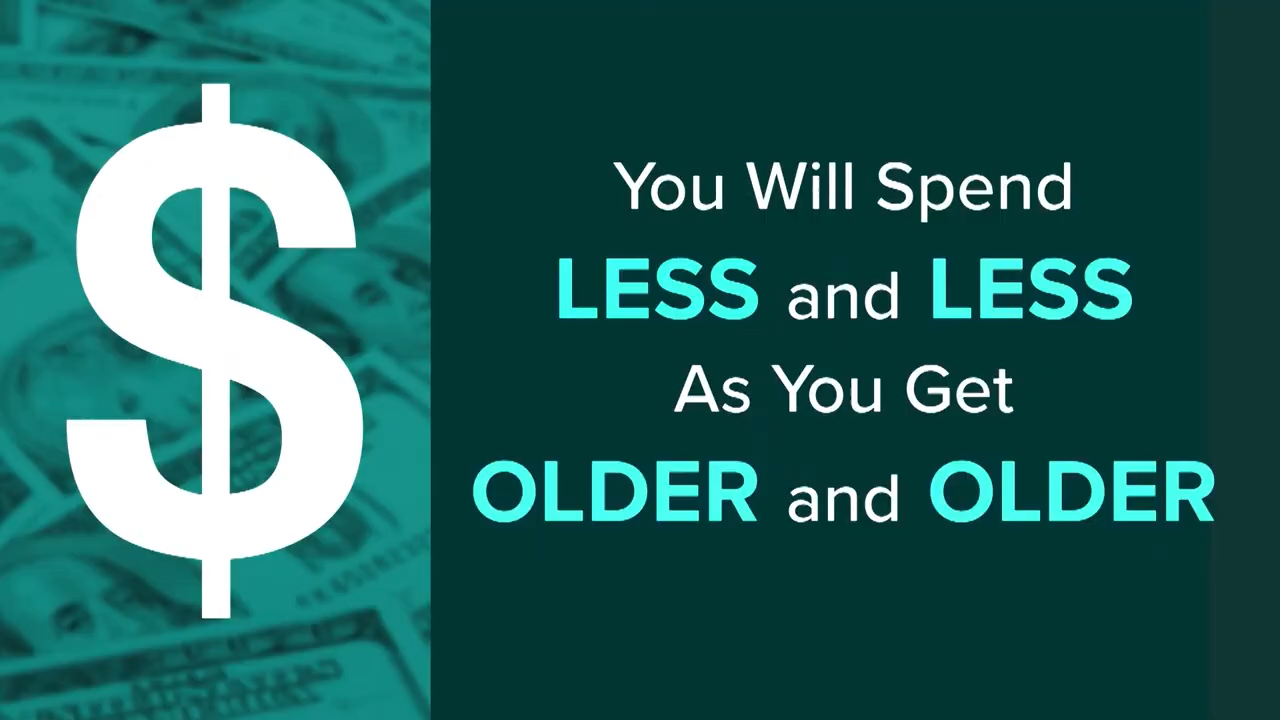 $
You Will Spend
LESS and LESS
As You Get
OLDER and OLDER